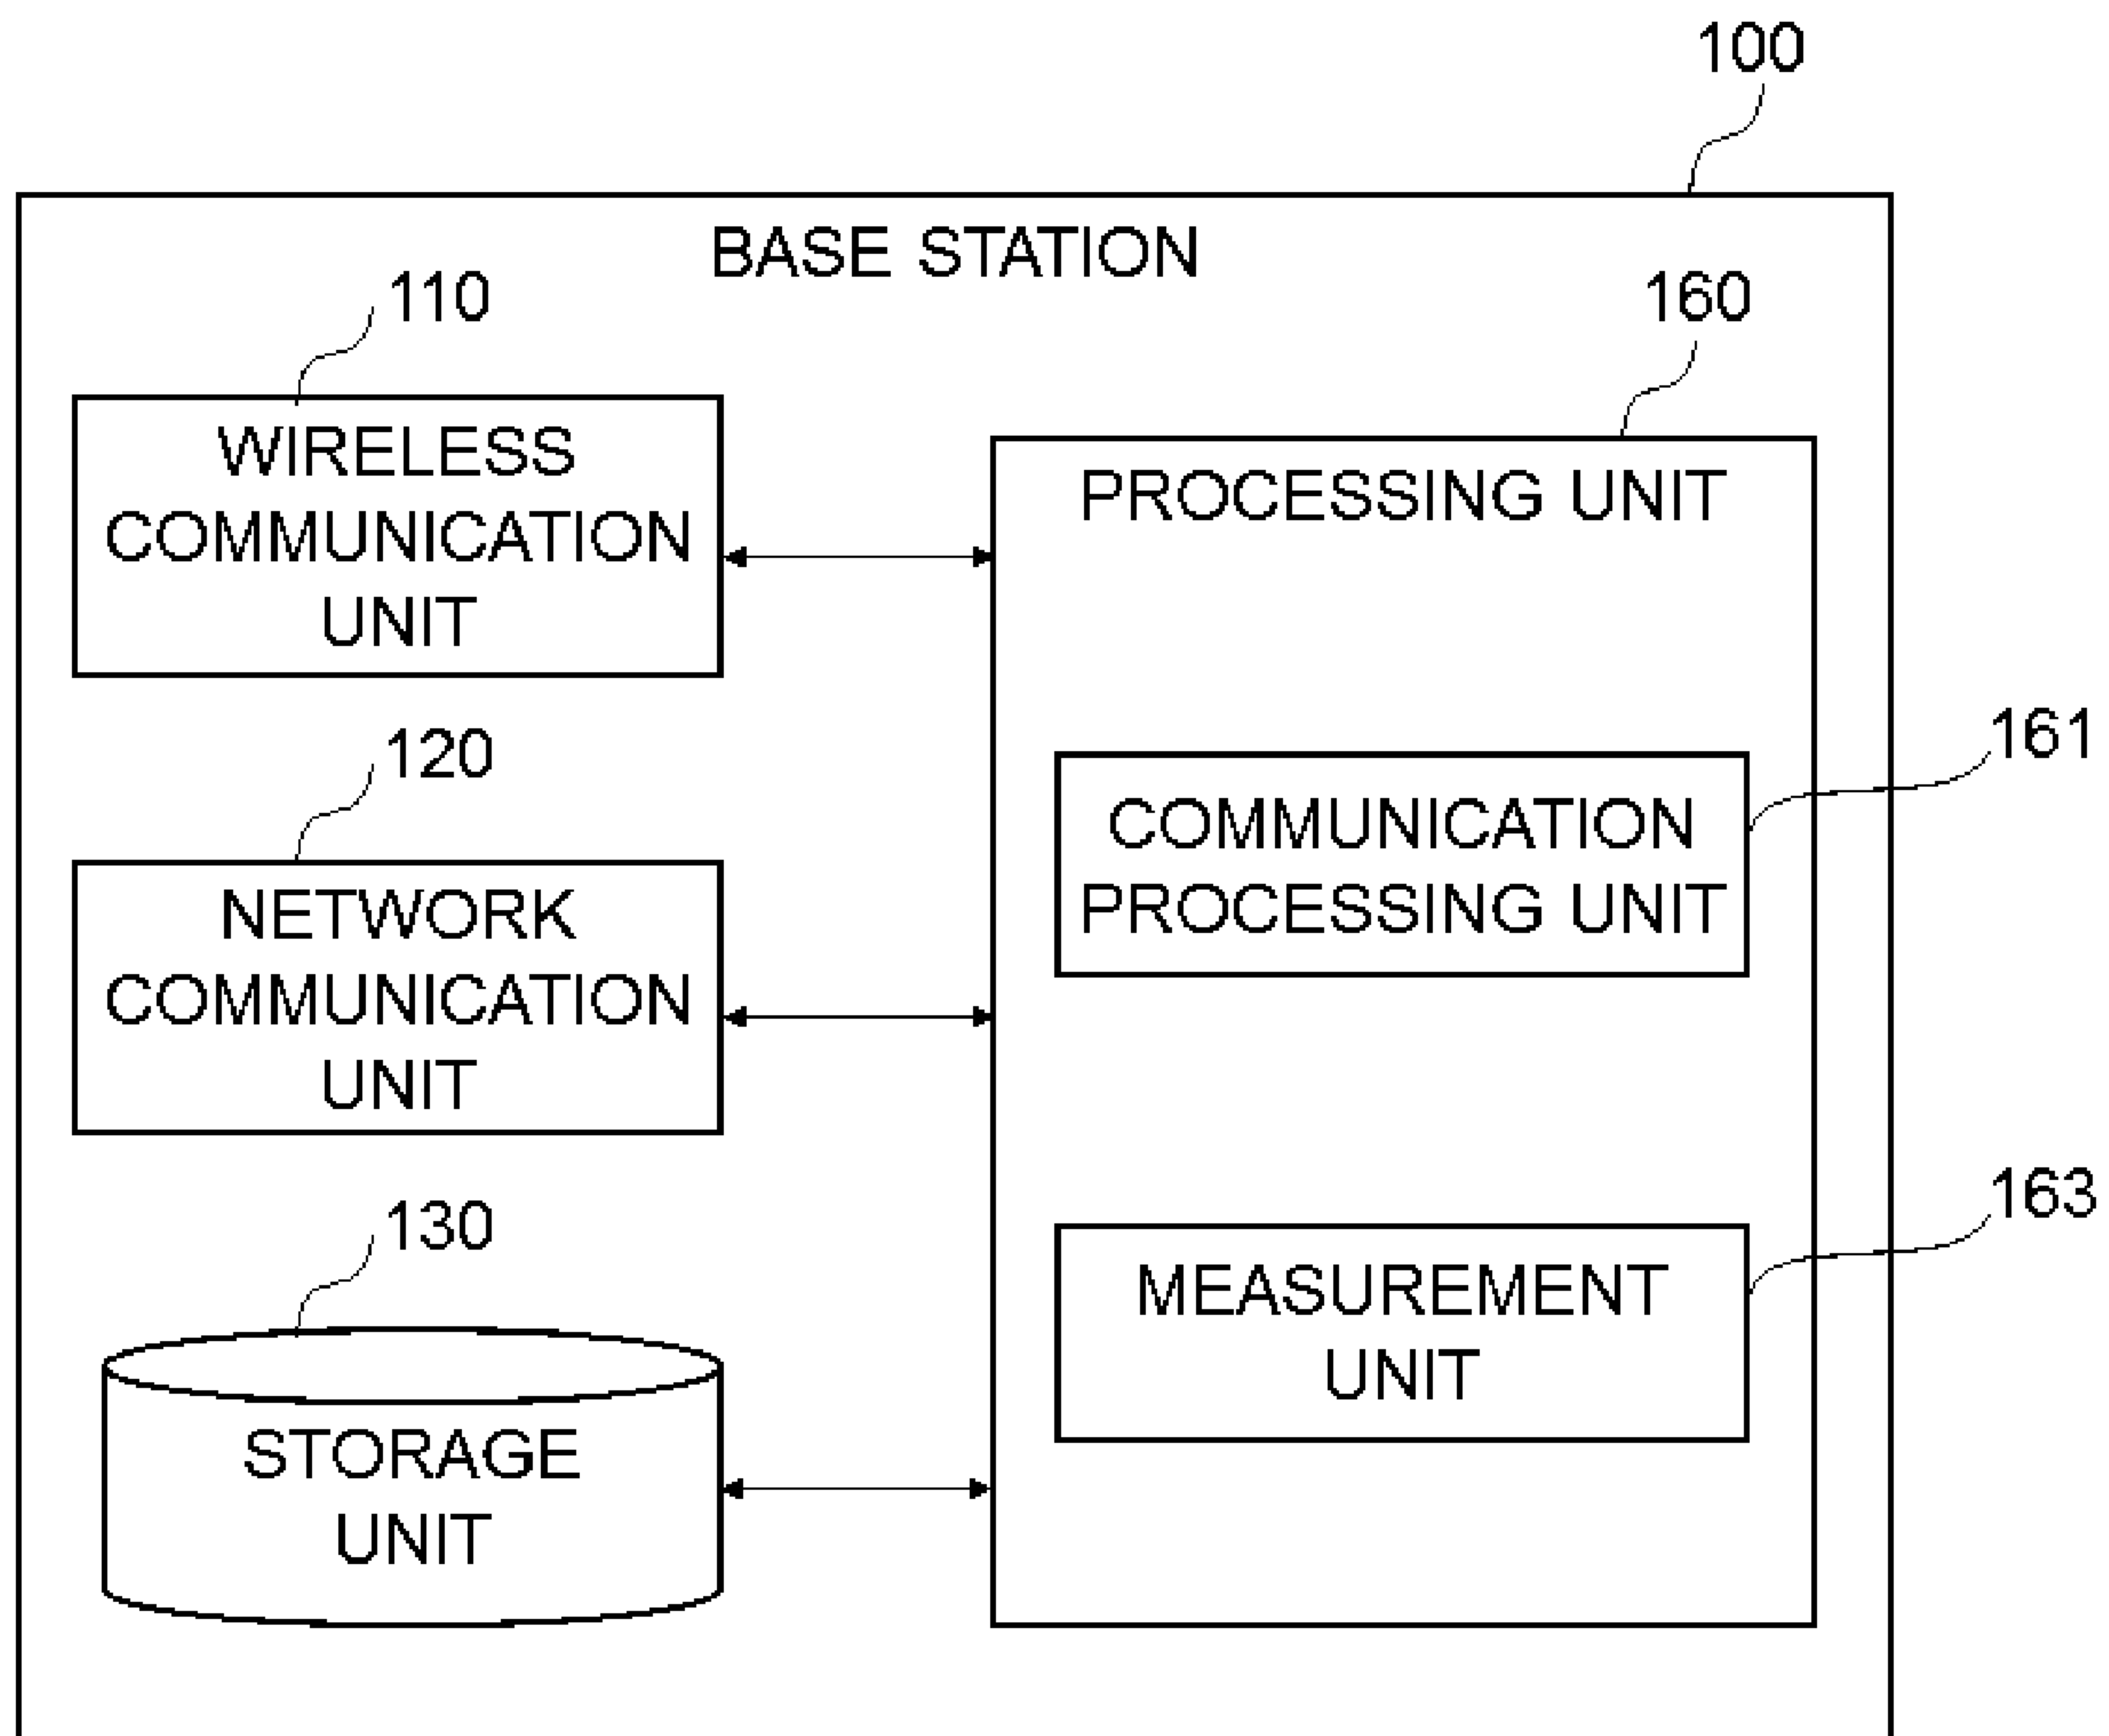 100
BASE STATION
110
WIRELESS
COMMUNICATION
UNIT
120
NETWORK
COMMUNICATION
UNIT
130
STORAGE
UNIT
160
PROCESSING UNIT
161
COMMUNICATION
PROCESSING UNIT
163
MEASUREMENT
UNIT